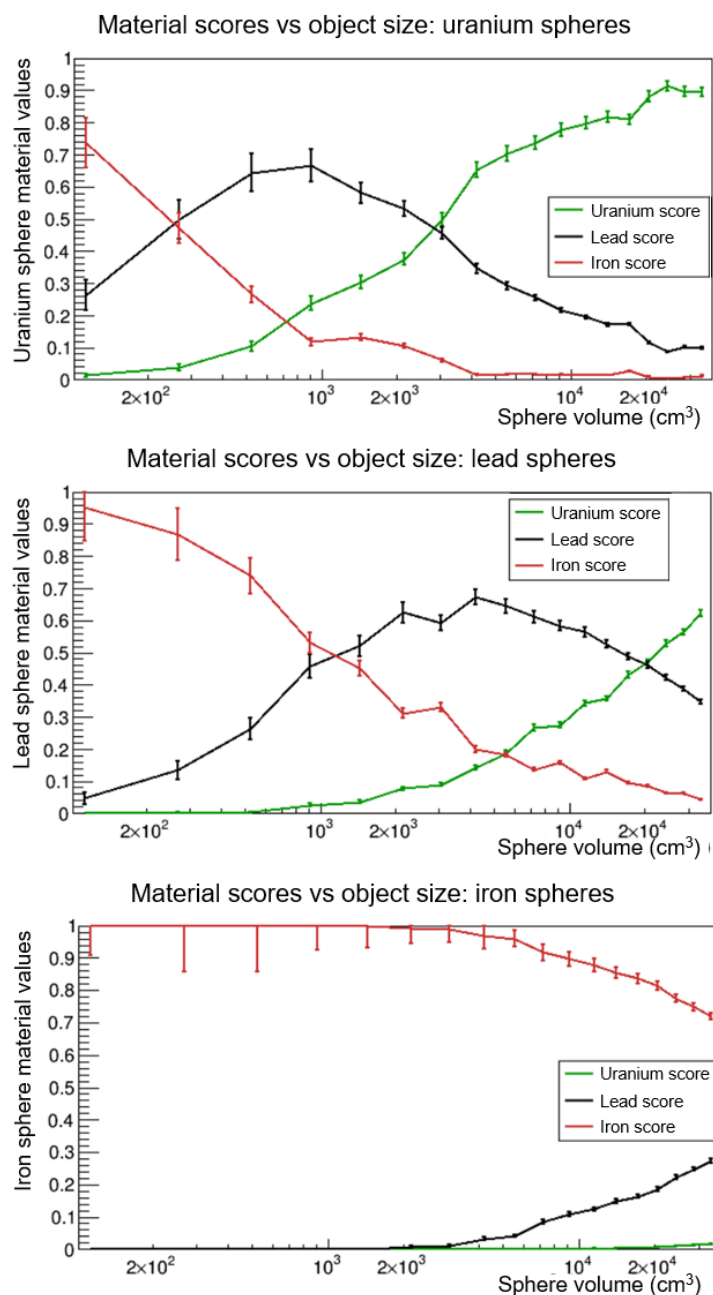 Material scores vs object size: uranium spheres
Uranium sphere material values
1
0.9
0.8
0.7
0.6
0.5
0.4
0.3
0.2
0.1
0
Uranium score
Lead score
Iron score
2×10² 10³ 2×10³ 10⁴ 2×10⁴
Sphere volume (cm³)
Material scores vs object size: lead spheres
Lead sphere material values
1
0.9
0.8
0.7
0.6
0.5
0.4
0.3
0.2
0.1
0
Uranium score
Lead score
Iron score
2×10² 10³ 2×10³ 10⁴ 2×10⁴
Sphere volume (cm³) (
Material scores vs object size: iron spheres
Iron sphere material values
1
0.9
0.8
0.7
0.6
0.5
0.4
0.3
0.2
0.1
0
Uranium score
Lead score
Iron score
2×10² 10³ 2×10³ 10⁴ 2×10⁴
Sphere volume (cm³)